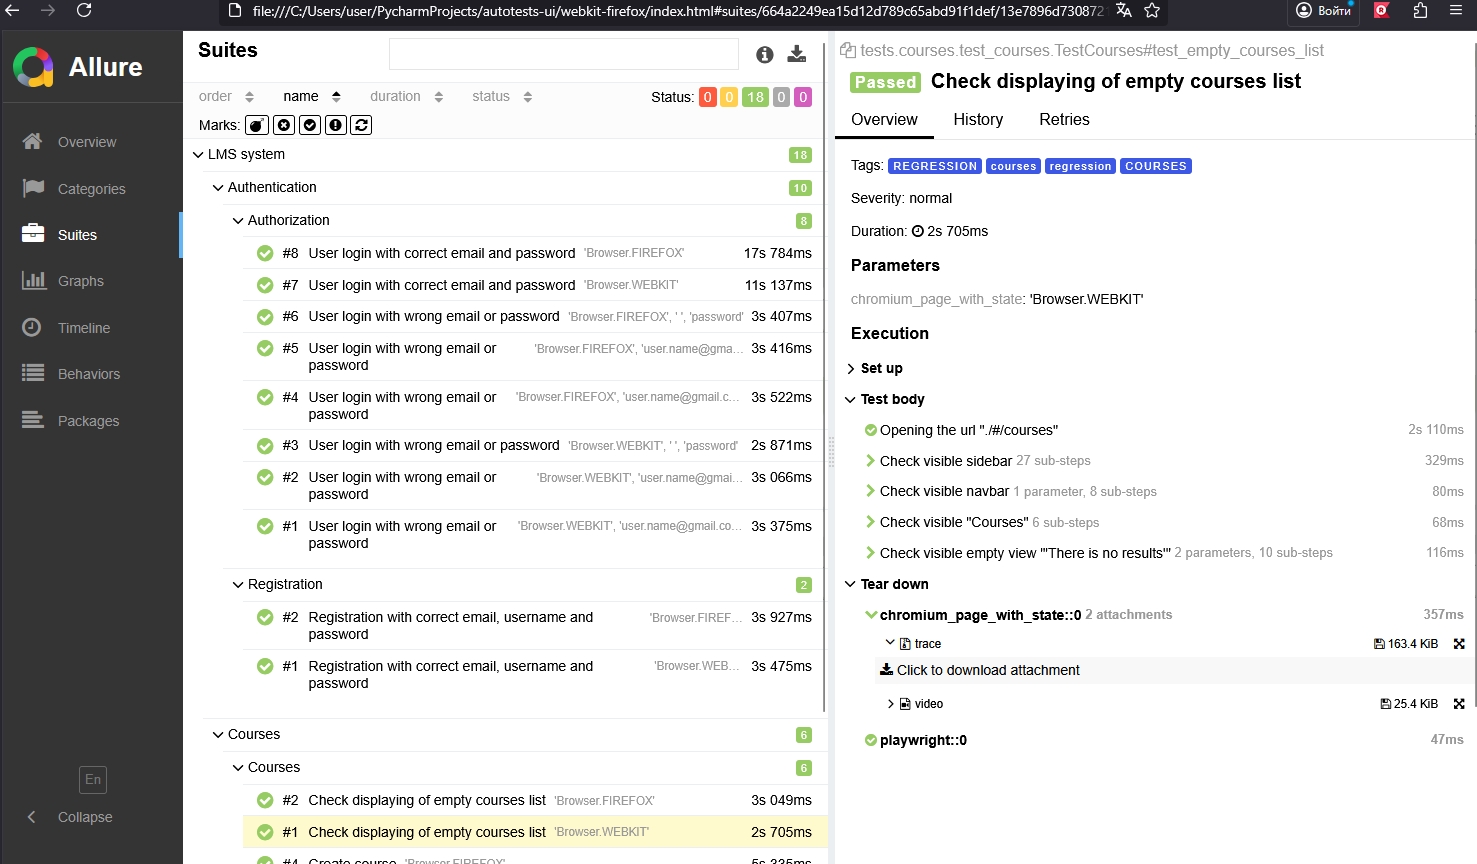 file:///C:/Users/user/PycharmProjects/autotests-ui/webkit-firefox/index.html#suites/664a2249ea15d12d789c65abd91f1def/13e7896d7308721
Войти
Allure
Overview
Categories
Suites
Graphs
Timeline
Behaviors
Packages
En
Collapse
Suites
order name duration status Status: 0 0 18 0 0
Marks:
LMS system 18
Authentication 10
Authorization 8
#8 User login with correct email and password 'Browser.FIREFOX' 17s 784ms
#7 User login with correct email and password 'Browser.WEBKIT' 11s 137ms
#6 User login with wrong email or password 'Browser.FIREFOX', ' ', 'password' 3s 407ms
#5 User login with wrong email or 'Browser.FIREFOX', 'user.name@gma... 3s 416ms
password
#4 User login with wrong email or 'Browser.FIREFOX', 'user.name@gmail.c... 3s 522ms
password
#3 User login with wrong email or password 'Browser.WEBKIT', ' ', 'password' 2s 871ms
#2 User login with wrong email or 'Browser.WEBKIT', 'user.name@gmai... 3s 066ms
password
#1 User login with wrong email or 'Browser.WEBKIT', 'user.name@gmail.co... 3s 375ms
password
Registration 2
#2 Registration with correct email, username and 'Browser.FIREF... 3s 927ms
password
#1 Registration with correct email, username and 'Browser.WEB... 3s 475ms
password
Courses 6
Courses 6
#2 Check displaying of empty courses list 'Browser.FIREFOX' 3s 049ms
#1 Check displaying of empty courses list 'Browser.WEBKIT' 2s 705ms
#4 Create course 'Browser.FIREFOX' 5s 335ms
tests.courses.test_courses.TestCourses#test_empty_courses_list
Passed Check displaying of empty courses list
Overview History Retries
Tags: REGRESSION courses regression COURSES
Severity: normal
Duration: 2s 705ms
Parameters
chromium_page_with_state: 'Browser.WEBKIT'
Execution
Set up
Test body
Opening the url "./#/courses" 2s 110ms
Check visible sidebar 27 sub-steps 329ms
Check visible navbar 1 parameter, 8 sub-steps 80ms
Check visible "Courses" 6 sub-steps 68ms
Check visible empty view "'There is no results'" 2 parameters, 10 sub-steps 116ms
Tear down
chromium_page_with_state::0 2 attachments 357ms
trace 163.4 KiB
Click to download attachment
video 25.4 KiB
playwright::0 47ms